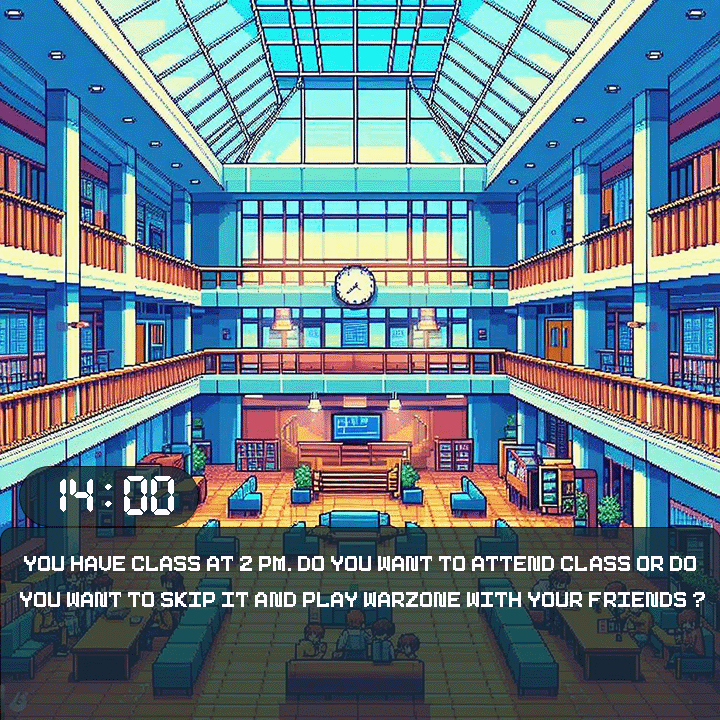 14:00
YOU HAVE CLASS AT 2 PM. DO YOU WANT TO ATTEND CLASS OR DO
YOU WANT TO SKIP IT AND PLAY WARZONE WITH YOUR FRIENDS ?